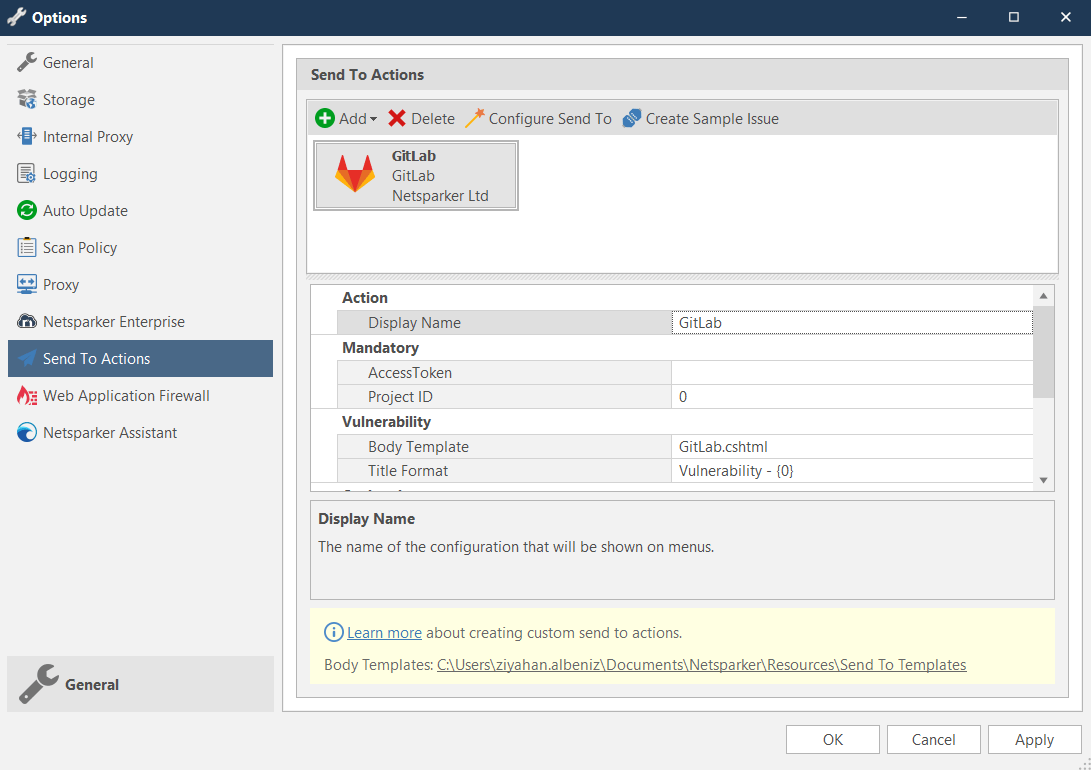 Options
General
Storage
Internal Proxy
Logging
Auto Update
Scan Policy
Proxy
Netsparker Enterprise
Send To Actions
Web Application Firewall
Netsparker Assistant
General
Send To Actions
Add Delete Configure Send To Create Sample Issue
GitLab
GitLab
Netsparker Ltd
Action
Display Name GitLab
Mandatory
AccessToken
Project ID 0
Vulnerability
Body Template GitLab.cshtml
Title Format Vulnerability - {0}
Display Name
The name of the configuration that will be shown on menus.
Learn more about creating custom send to actions.
Body Templates: C:\Users\ziyahan.albeniz\Documents\Netsparker\Resources\Send To Templates
OK Cancel Apply